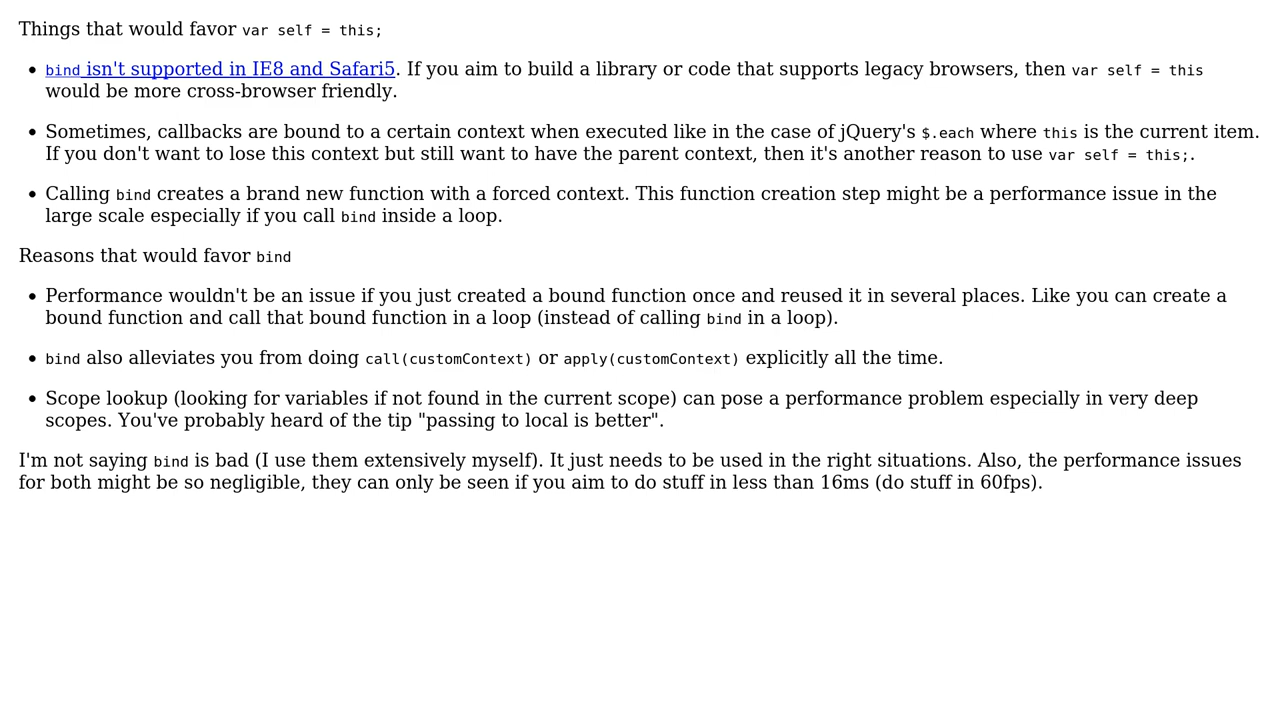 Things that would favor var self = this;
• bind isn't supported in IE8 and Safari5. If you aim to build a library or code that supports legacy browsers, then var self = this
would be more cross-browser friendly.
• Sometimes, callbacks are bound to a certain context when executed like in the case of jQuery's $.each where this is the current item.
If you don't want to lose this context but still want to have the parent context, then it's another reason to use var self = this;.
• Calling bind creates a brand new function with a forced context. This function creation step might be a performance issue in the
large scale especially if you call bind inside a loop.
Reasons that would favor bind
• Performance wouldn't be an issue if you just created a bound function once and reused it in several places. Like you can create a
bound function and call that bound function in a loop (instead of calling bind in a loop).
• bind also alleviates you from doing call(customContext) or apply(customContext) explicitly all the time.
• Scope lookup (looking for variables if not found in the current scope) can pose a performance problem especially in very deep
scopes. You've probably heard of the tip "passing to local is better".
I'm not saying bind is bad (I use them extensively myself). It just needs to be used in the right situations. Also, the performance issues
for both might be so negligible, they can only be seen if you aim to do stuff in less than 16ms (do stuff in 60fps).